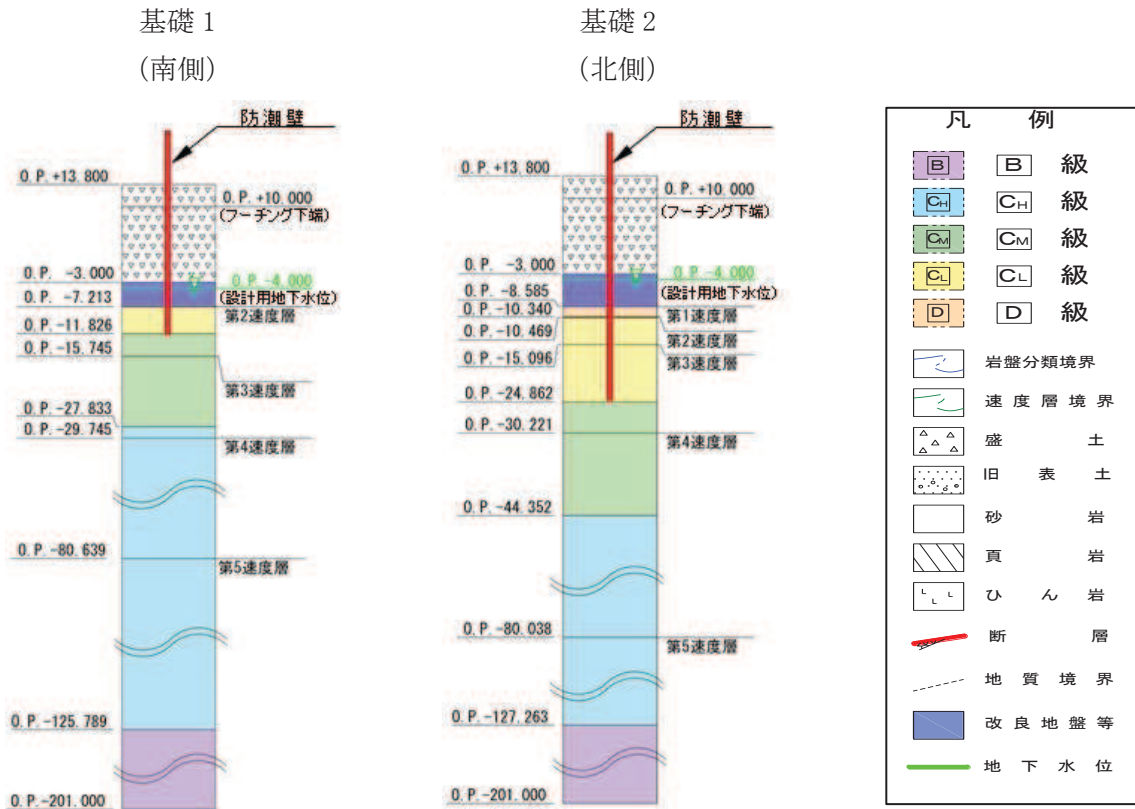 基礎1
(南側)
防潮壁
O.P.+13.800
O.P.+10.000
(フーチング下端)
O.P. -3.000
O.P.-4.000
(設計用地下水位)
O.P. -7.213
第2速度層
O.P.-11.826
O.P.-15.745
第3速度層
O.P.-27.833
O.P.-29.745
第4速度層
O.P.-80.639
第5速度層
O.P.-125.789
O.P.-201.000
基礎2
(北側)
防潮壁
O.P.+13.800
O.P.+10.000
(フーチング下端)
O.P. -3.000
O.P.-4.000
(設計用地下水位)
O.P. -8.585
第1速度層
O.P.-10.340
第2速度層
O.P.-10.469
第3速度層
O.P.-15.096
O.P.-24.862
O.P.-30.221
第4速度層
O.P.-44.352
O.P.-80.038
第5速度層
O.P.-127.263
O.P.-201.000
凡 例
B B 級
CH CH 級
CM CM 級
CL CL 級
D D 級
岩盤分類境界
速度層境界
盛土
旧表土
砂岩
頁岩
ひん岩
断層
地質境界
改良地盤等
地下水位